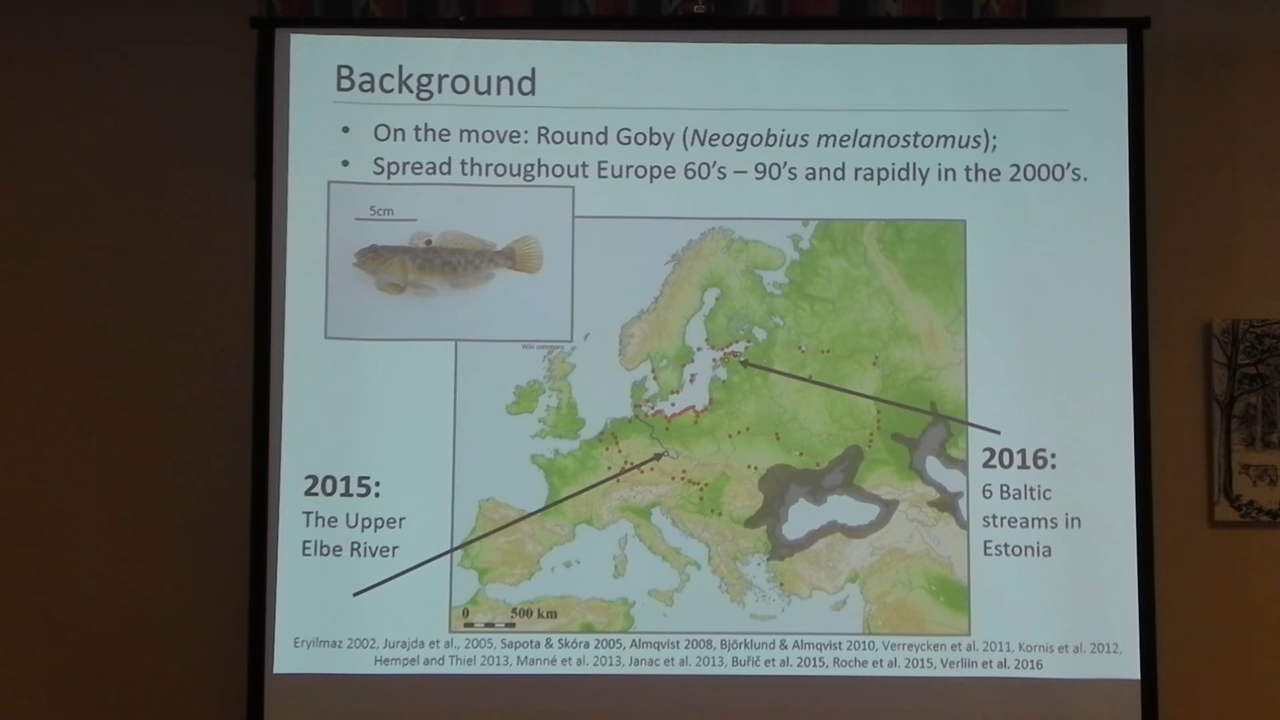 Background
• On the move: Round Goby (Neogobius melanostomus);
• Spread throughout Europe 60's – 90's and rapidly in the 2000's.
5cm
2015:
The Upper
Elbe River
2016:
6 Baltic
streams in
Estonia
0 500 km
Eryilmaz 2002, Jurajda et al., 2005, Sapota & Skóra 2005, Almqvist 2008, Björklund & Almqvist 2010, Verreycken et al. 2011, Kornis et al. 2012,
Hempel and Thiel 2013, Manné et al. 2013, Janac et al. 2013, Buřič et al. 2015, Roche et al. 2015, Verliin et al. 2016